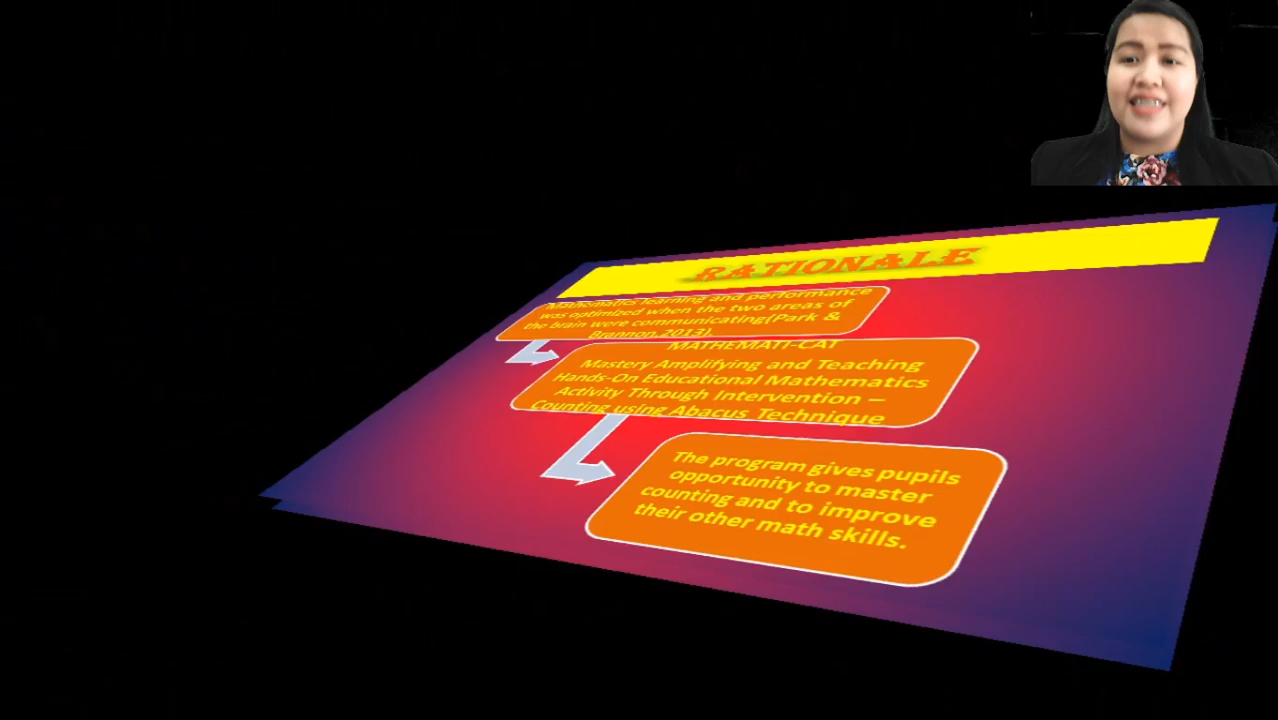 RATIONALE
Mathematics learning and performance
was optimized when the two areas of
the brain were communicating(Park &
Brannon,2013).
MATHEMATI-CAT
Mastery Amplifying and Teaching
Hands-On Educational Mathematics
Activity Through Intervention –
Counting using Abacus Technique
The program gives pupils
opportunity to master
counting and to improve
their other math skills.